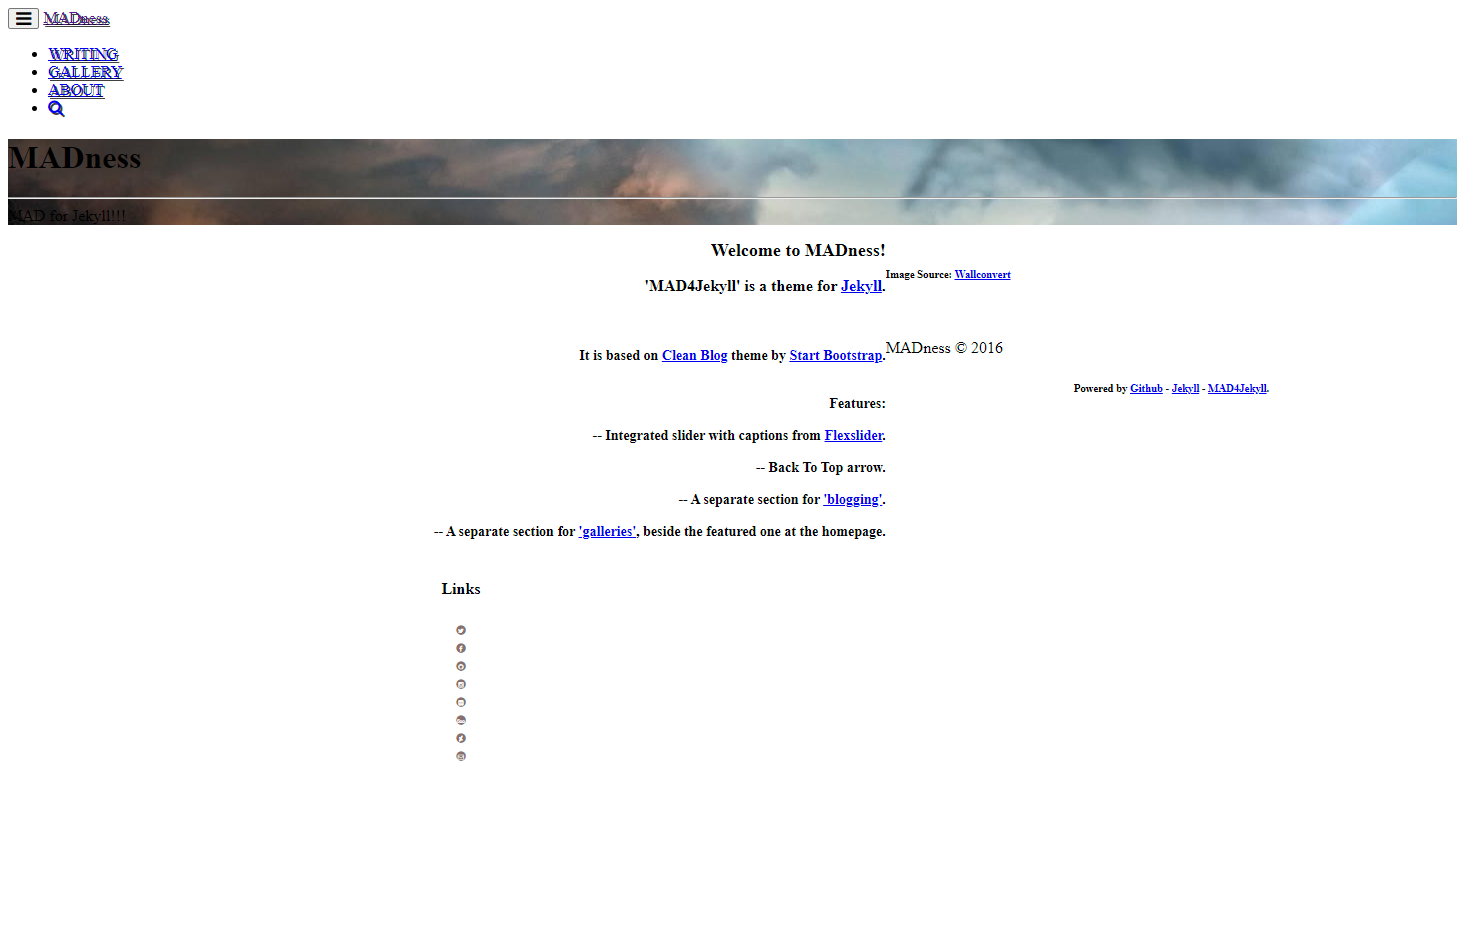 MADness
WRITING
GALLERY
ABOUT
MADness
MAD for Jekyll!!!
Welcome to MADness!
'MAD4Jekyll' is a theme for Jekyll.
It is based on Clean Blog theme by Start Bootstrap.
Features:
-- Integrated slider with captions from Flexslider.
-- Back To Top arrow.
-- A separate section for 'blogging'.
-- A separate section for 'galleries', beside the featured one at the homepage.
Links
Image Source: Wallconvert
MADness © 2016
Powered by Github - Jekyll - MAD4Jekyll.